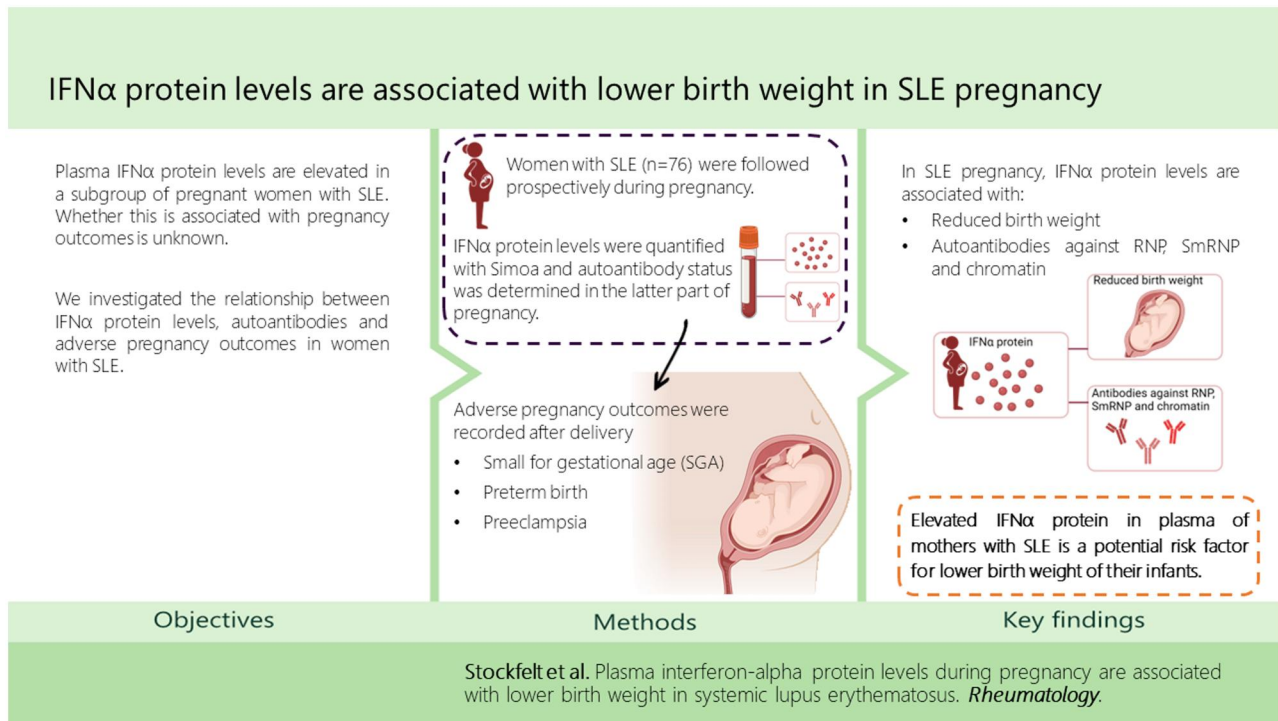 IFNα protein levels are associated with lower birth weight in SLE pregnancy
Plasma IFNα protein levels are elevated in
a subgroup of pregnant women with SLE.
Whether this is associated with pregnancy
outcomes is unknown.
We investigated the relationship between
IFNα protein levels, autoantibodies and
adverse pregnancy outcomes in women
with SLE.
Objectives
Women with SLE (n=76) were followed
prospectively during pregnancy.
IFNα protein levels were quantified
with Simoa and autoantibody status
was determined in the latter part of
pregnancy.
Adverse pregnancy outcomes were
recorded after delivery
• Small for gestational age (SGA)
• Preterm birth
• Preeclampsia
Methods
In SLE pregnancy, IFNα protein levels are
associated with:
• Reduced birth weight
• Autoantibodies against RNP, SmRNP
and chromatin
Reduced birth weight
IFNα protein
Antibodies against RNP,
SmRNP and chromatin
Elevated IFNα protein in plasma of
mothers with SLE is a potential risk factor
for lower birth weight of their infants.
Key findings
Stockfelt et al. Plasma interferon-alpha protein levels during pregnancy are associated
with lower birth weight in systemic lupus erythematosus. Rheumatology.